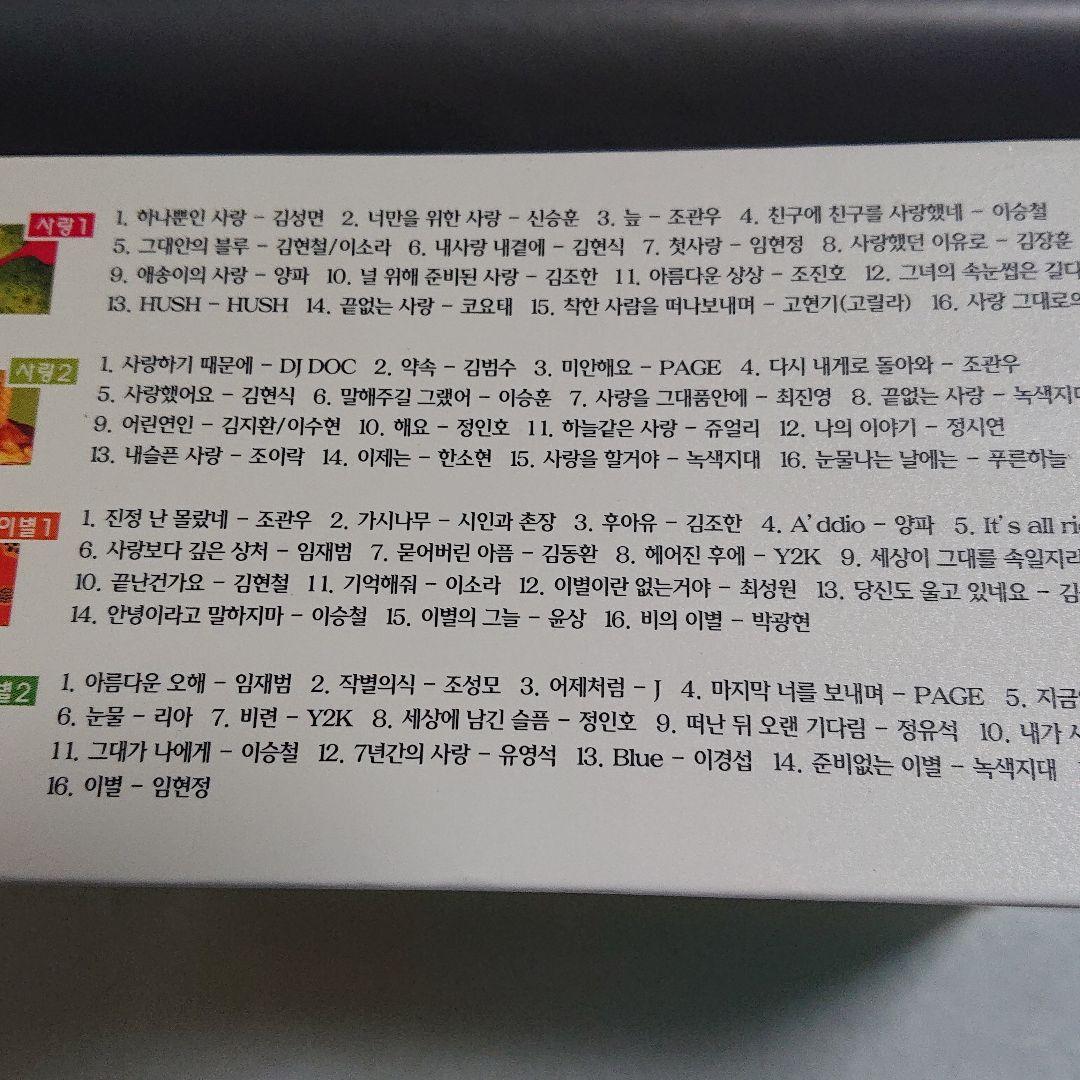 사랑1
1. 하나뿐인 사랑 - 김성면 2. 너만을 위한 사랑 - 신승훈 3. 늪 - 조관우 4. 친구에 친구를 사랑했네 - 이승철
5. 그대안의 블루 - 김현철/이소라 6. 내사랑 내곁에 - 김현식 7. 첫사랑 - 임현정 8. 사랑했던 이유로 - 김장훈
9. 애송이의 사랑 - 양파 10. 널 위해 준비된 사랑 - 김조한 11. 아름다운 상상 - 조진호 12. 그녀의 속눈썹은 길다
13. HUSH - HUSH 14. 끝없는 사랑 - 코요태 15. 착한 사람을 떠나보내며 - 고현기(고릴라) 16. 사랑 그대로의
사랑2
1. 사랑하기 때문에 - DJ DOC 2. 약속 - 김범수 3. 미안해요 - PAGE 4. 다시 내게로 돌아와 - 조관우
5. 사랑했어요 - 김현식 6. 말해주길 그랬어 - 이승훈 7. 사랑을 그대품안에 - 최진영 8. 끝없는 사랑 - 녹색지대
9. 어린연인 - 김지환/이수현 10. 해요 - 정인호 11. 하늘같은 사랑 - 쥬얼리 12. 나의 이야기 - 정시연
13. 내슬픈 사랑 - 조이락 14. 이제는 - 한소현 15. 사랑을 할거야 - 녹색지대 16. 눈물나는 날에는 - 푸른하늘
이별1
1. 진정 난 몰랐네 - 조관우 2. 가시나무 - 시인과 촌장 3. 후아유 - 김조한 4. A'ddio - 양파 5. It's all
6. 사랑보다 깊은 상처 - 임재범 7. 묻어버린 아픔 - 김동환 8. 헤어진 후에 - Y2K 9. 세상이 그대를 속일지라
10. 끝난건가요 - 김현철 11. 기억해줘 - 이소라 12. 이별이란 없는거야 - 최성원 13. 당신도 울고 있네요 - 김
14. 안녕이라고 말하지마 - 이승철 15. 이별의 그늘 - 윤상 16. 비의 이별 - 박광현
별2
1. 아름다운 오해 - 임재범 2. 작별의식 - 조성모 3. 어제처럼 - J 4. 마지막 너를 보내며 - PAGE 5. 지금
6. 눈물 - 리아 7. 비련 - Y2K 8. 세상에 남긴 슬픔 - 정인호 9. 떠난 뒤 오랜 기다림 - 정유석 10. 내가
11. 그대가 나에게 - 이승철 12. 7년간의 사랑 - 유영석 13. Blue - 이경섭 14. 준비없는 이별 - 녹색지대
16. 이별 - 임현정